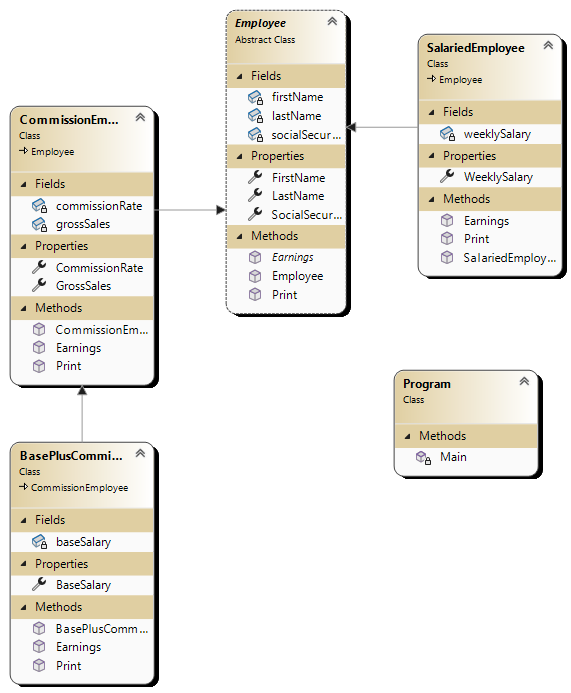 Employee
Abstract Class
Fields
firstName
lastName
socialSecur...
Properties
FirstName
LastName
SocialSecur...
Methods
Earnings
Employee
Print
SalariedEmployee
Class
Employee
Fields
weeklySalary
Properties
WeeklySalary
Methods
Earnings
Print
SalariedEmploy...
CommissionEm...
Class
Employee
Fields
commissionRate
grossSales
Properties
CommissionRate
GrossSales
Methods
CommissionEm...
Earnings
Print
Program
Class
Methods
Main
BasePlusCommi...
Class
CommissionEmployee
Fields
baseSalary
Properties
BaseSalary
Methods
BasePlusComm...
Earnings
Print